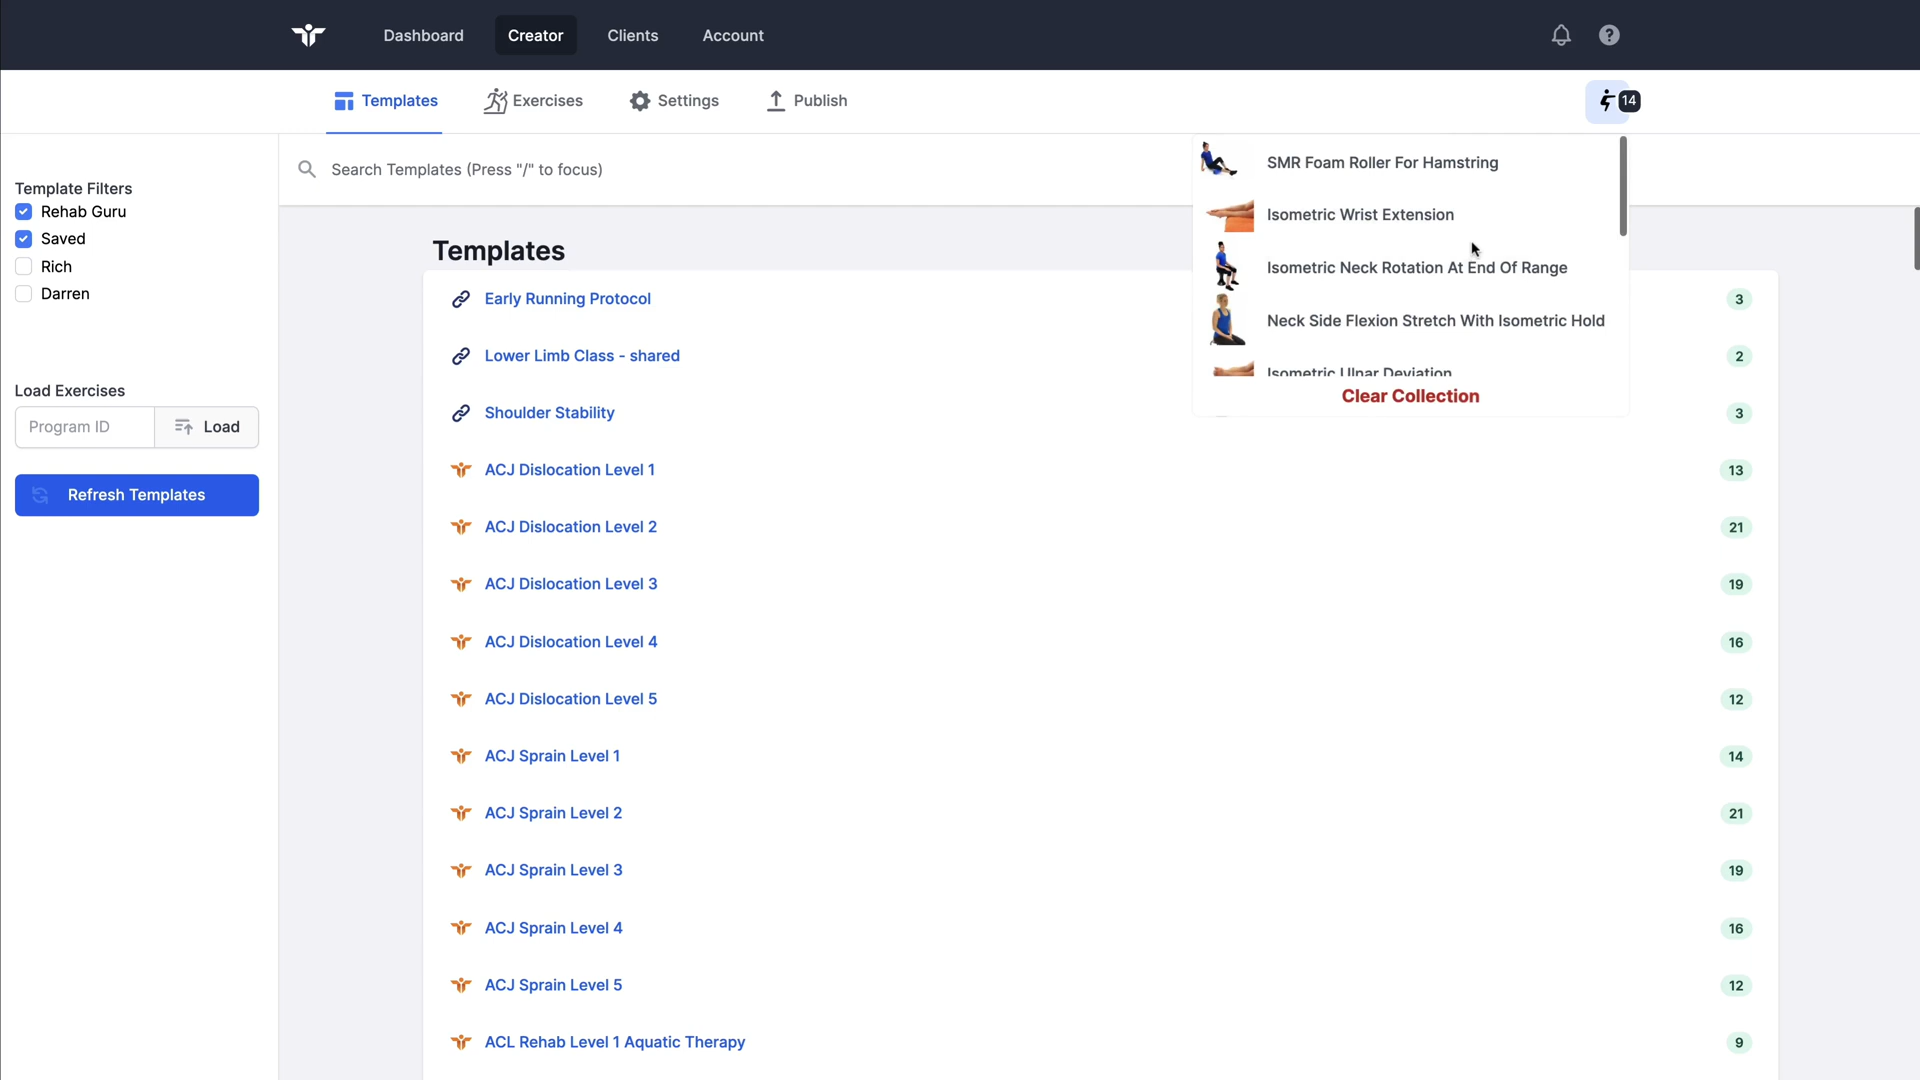 Dashboard
Creator
Clients
Account
?
Templates
Exercises
Settings
Publish
14
Template Filters
Rehab Guru
Saved
Rich
Darren
Load Exercises
Program ID
Load
Refresh Templates
Search Templates (Press "/" to focus)
SMR Foam Roller For Hamstring
Isometric Wrist Extension
Isometric Neck Rotation At End Of Range
Neck Side Flexion Stretch With Isometric Hold
Isometric Ulnar Deviation
Clear Collection
Templates
Early Running Protocol 3
Lower Limb Class - shared 2
Shoulder Stability 3
ACJ Dislocation Level 1 13
ACJ Dislocation Level 2 21
ACJ Dislocation Level 3 19
ACJ Dislocation Level 4 16
ACJ Dislocation Level 5 12
ACJ Sprain Level 1 14
ACJ Sprain Level 2 21
ACJ Sprain Level 3 19
ACJ Sprain Level 4 16
ACJ Sprain Level 5 12
ACL Rehab Level 1 Aquatic Therapy 9